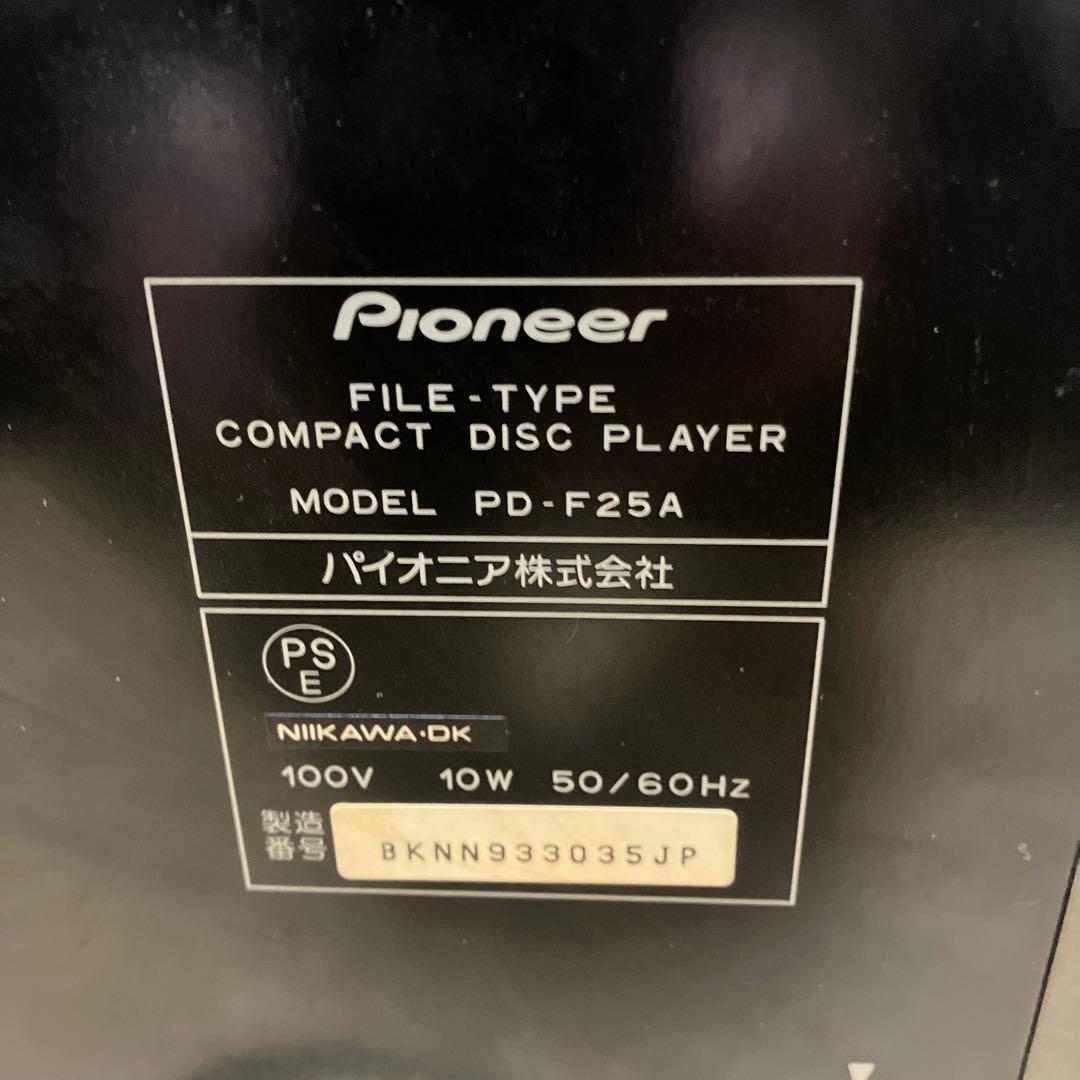 Pioneer
FILE-TYPE
COMPACT DISC PLAYER
MODEL PD-F25A
パイオニア株式会社
PS
E
NIIKAWA·DK
100V 10W 50/60Hz
製造
番号
BKNN933035JP